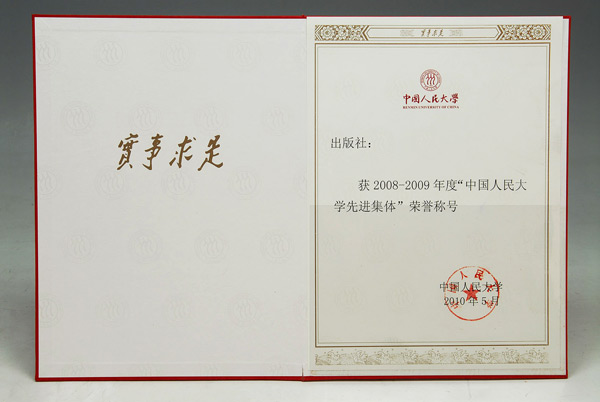 實事求是
實事求是
中国人民大学
RENMIN UNIVERSITY OF CHINA
出版社：
获 2008-2009 年度“中国人民大
学先进集体”荣誉称号
中国人民大学
2010 年 5 月